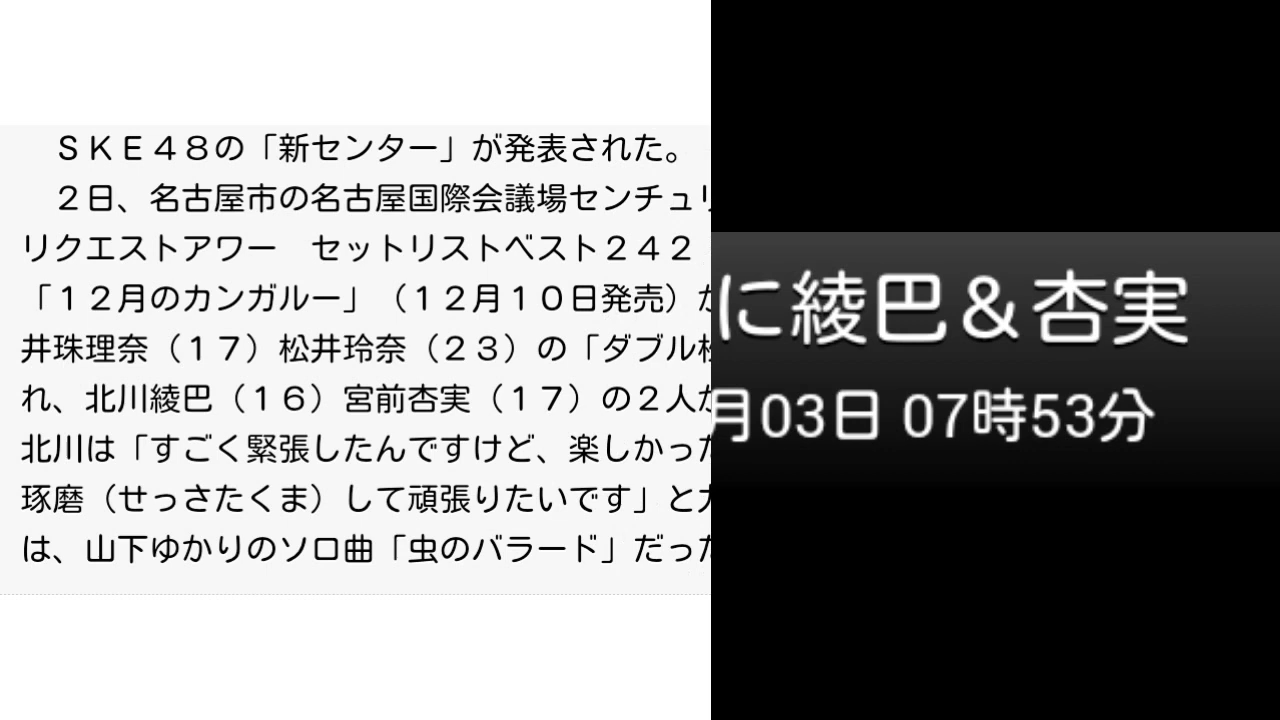 ＳＫＥ４８の「新センター」が発表された。
　２日、名古屋市の名古屋国際会議場センチュ
リクエストアワー　セットリストベスト２４２
「１２月のカンガルー」（１２月１０日発売）
井珠理奈（１７）松井玲奈（２３）の「ダブル
れ、北川綾巴（１６）宮前杏実（１７）の２人
北川は「すごく緊張したんですけど、楽しかった
琢磨（せっさたくま）して頑張りたいです」と
は、山下ゆかりのソロ曲「虫のバラード」だった
に綾巴＆杏実
月03日 07時53分